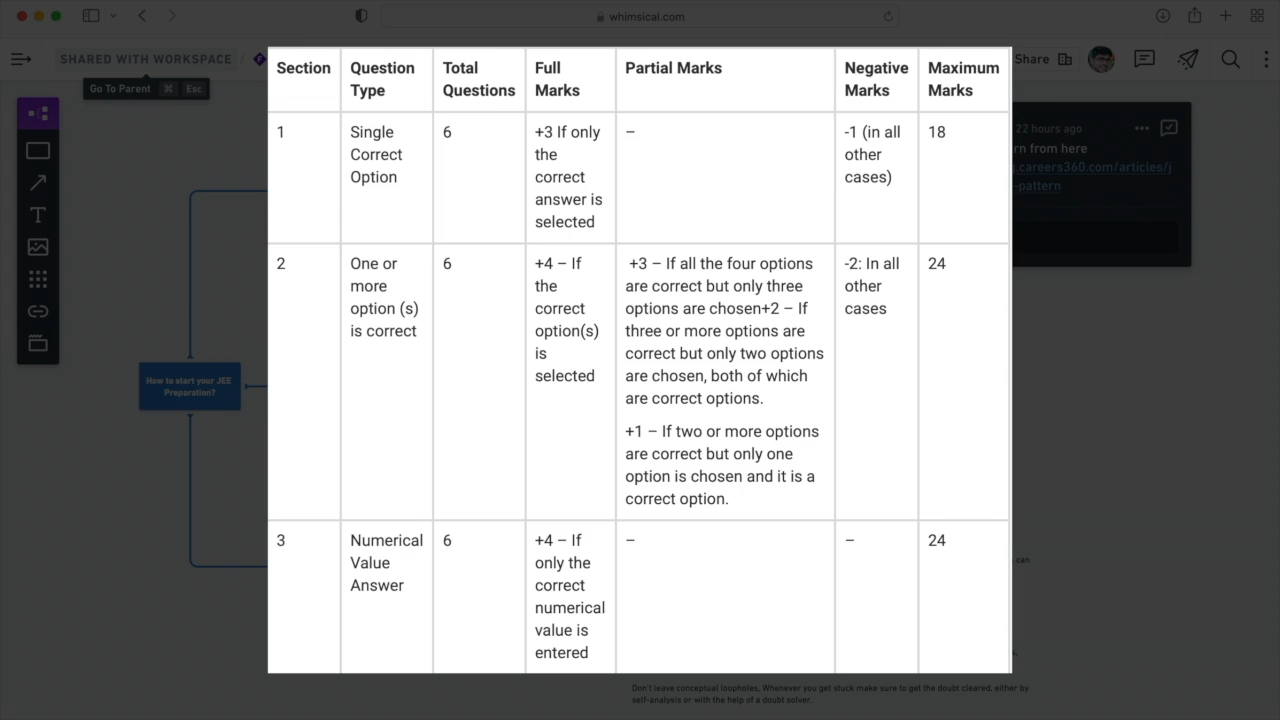 whimsical.com
SHARED WITH WORKSPACE /
Share
Go To Parent ⌘ Esc
22 hours ago
rn from here
.careers360.com/articles/j
-pattern
How to start your JEE
Preparation?
Section
Question
Type
Total
Questions
Full
Marks
Partial Marks
Negative
Marks
Maximum
Marks
1
Single
Correct
Option
6
+3 If only
the
correct
answer is
selected
–
-1 (in all
other
cases)
18
2
One or
more
option (s)
is correct
6
+4 – If
the
correct
option(s)
is
selected
+3 – If all the four options
are correct but only three
options are chosen+2 – If
three or more options are
correct but only two options
are chosen, both of which
are correct options.
+1 – If two or more options
are correct but only one
option is chosen and it is a
correct option.
-2: In all
other
cases
24
3
Numerical
Value
Answer
6
+4 – If
only the
correct
numerical
value is
entered
–
–
24
can
Don't leave conceptual loopholes, Whenever you get stuck make sure to get the doubt cleared, either by
self-analysis or with the help of a doubt solver.